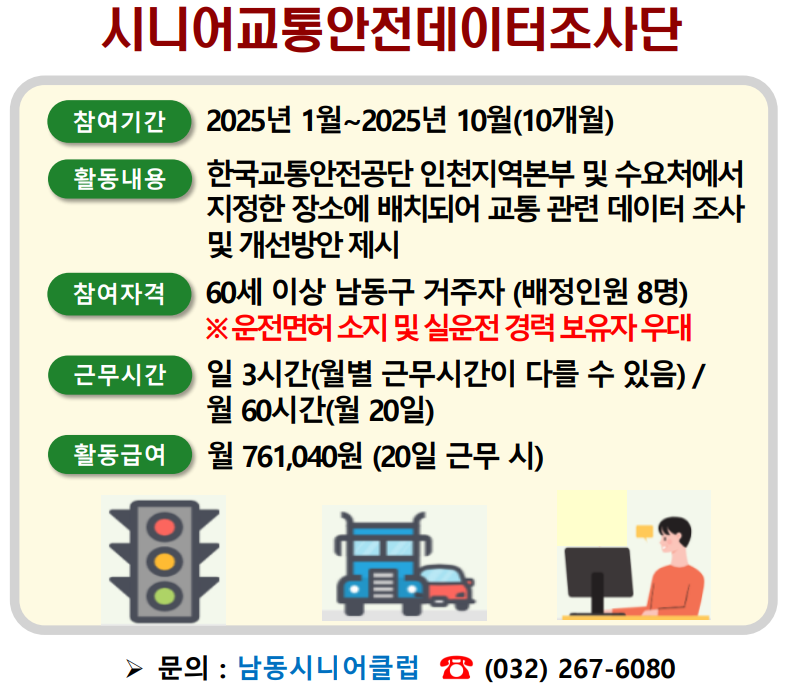 시니어교통안전데이터조사단
참여기간 2025년 1월~2025년 10월(10개월)
활동내용 한국교통안전공단 인천지역본부 및 수요처에서
지정한 장소에 배치되어 교통 관련 데이터 조사
및 개선방안 제시
참여자격 60세 이상 남동구 거주자 (배정인원 8명)
※ 운전면허 소지 및 실운전 경력 보유자 우대
근무시간 일 3시간(월별 근무시간이 다를 수 있음) /
월 60시간(월 20일)
활동급여 월 761,040원 (20일 근무 시)
➢ 문의 : 남동시니어클럽 ☎ (032) 267-6080